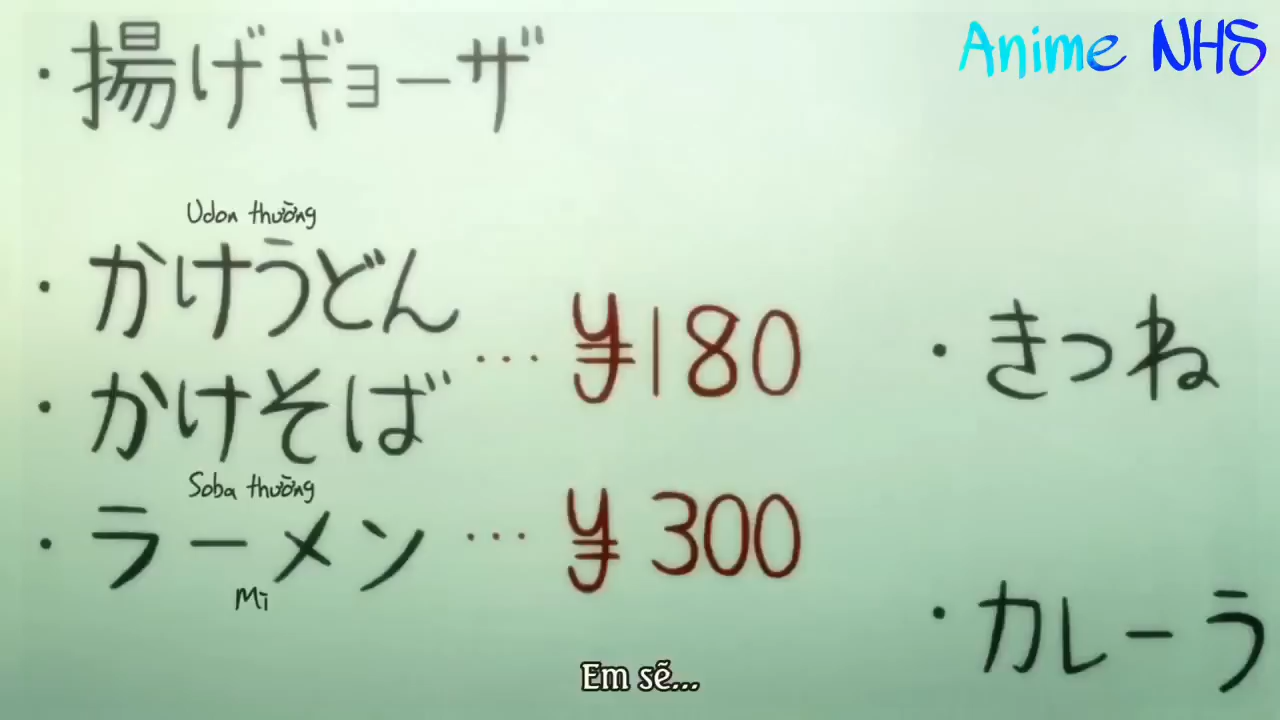 Anime NHS
・揚げギョーザ
Udon thường
・かけうどん
・かけそば
... ¥180
・きつね
Soba thường
・ラーメン ... ¥300
Mì
・カレーう
Em sẽ...